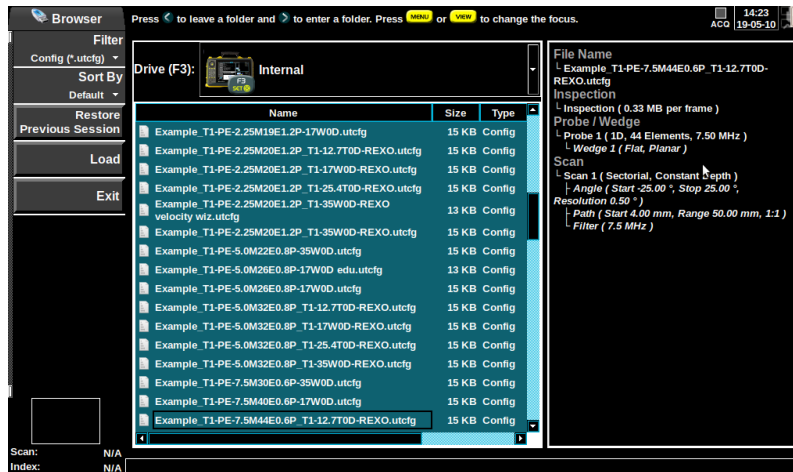 Browser
Press < to leave a folder and > to enter a folder. Press MENU or VIEW to change the focus.
ACQ
14:23
19-05-10
Filter
Config (*.utcfg)
Sort By
Default
Restore
Previous Session
Load
Exit
Drive (F3):
F3
SET
Internal
Name Size Type
Example_T1-PE-2.25M19E1.2P-17W0D.utcfg 15 KB Config
Example_T1-PE-2.25M20E1.2P_T1-12.7T0D-REXO.utcfg 15 KB Config
Example_T1-PE-2.25M20E1.2P_T1-17W0D-REXO.utcfg 15 KB Config
Example_T1-PE-2.25M20E1.2P_T1-25.4T0D-REXO.utcfg 15 KB Config
Example_T1-PE-2.25M20E1.2P_T1-35W0D-REXO
velocity wiz.utcfg 13 KB Config
Example_T1-PE-2.25M20E1.2P_T1-35W0D-REXO.utcfg 15 KB Config
Example_T1-PE-5.0M22E0.8P-35W0D.utcfg 15 KB Config
Example_T1-PE-5.0M26E0.8P-17W0D edu.utcfg 13 KB Config
Example_T1-PE-5.0M26E0.8P-17W0D.utcfg 15 KB Config
Example_T1-PE-5.0M32E0.8P_T1-12.7T0D-REXO.utcfg 15 KB Config
Example_T1-PE-5.0M32E0.8P_T1-17W0D-REXO.utcfg 15 KB Config
Example_T1-PE-5.0M32E0.8P_T1-25.4T0D-REXO.utcfg 15 KB Config
Example_T1-PE-5.0M32E0.8P_T1-35W0D-REXO.utcfg 15 KB Config
Example_T1-PE-7.5M30E0.6P-35W0D.utcfg 15 KB Config
Example_T1-PE-7.5M40E0.6P-17W0D.utcfg 15 KB Config
Example_T1-PE-7.5M44E0.6P_T1-12.7T0D-REXO.utcfg 15 KB Config
File Name
Example_T1-PE-7.5M44E0.6P_T1-12.7T0D-
REXO.utcfg
Inspection
Inspection ( 0.33 MB per frame )
Probe / Wedge
Probe 1 ( 1D, 44 Elements, 7.50 MHz )
Wedge 1 ( Flat, Planar )
Scan
Scan 1 ( Sectorial, Constant Depth )
Angle ( Start -25.00 °, Stop 25.00 °,
Resolution 0.50 ° )
Path ( Start 4.00 mm, Range 50.00 mm, 1:1 )
Filter ( 7.5 MHz )
Scan: N/A
Index: N/A